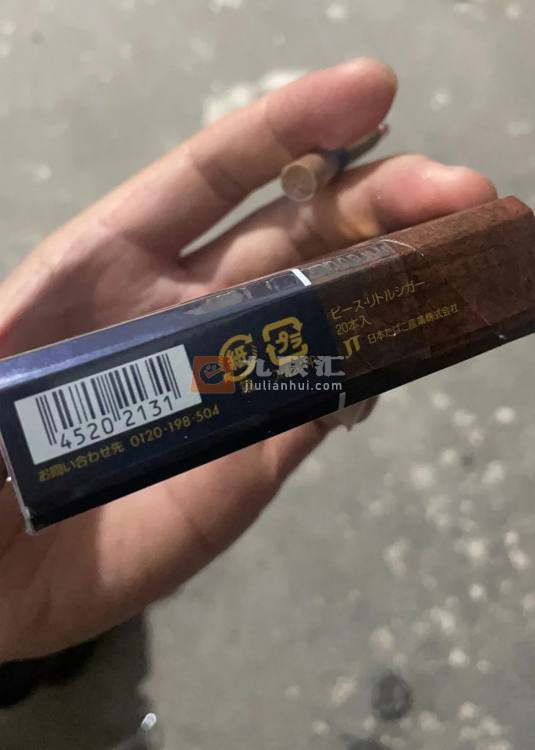 ピース・リトルシガー
20本入
JT 日本たばこ産業株式会社
紙
プラ
九联汇
jiulianhui.com
4520 2131
お問い合わせ先 0120-198-504